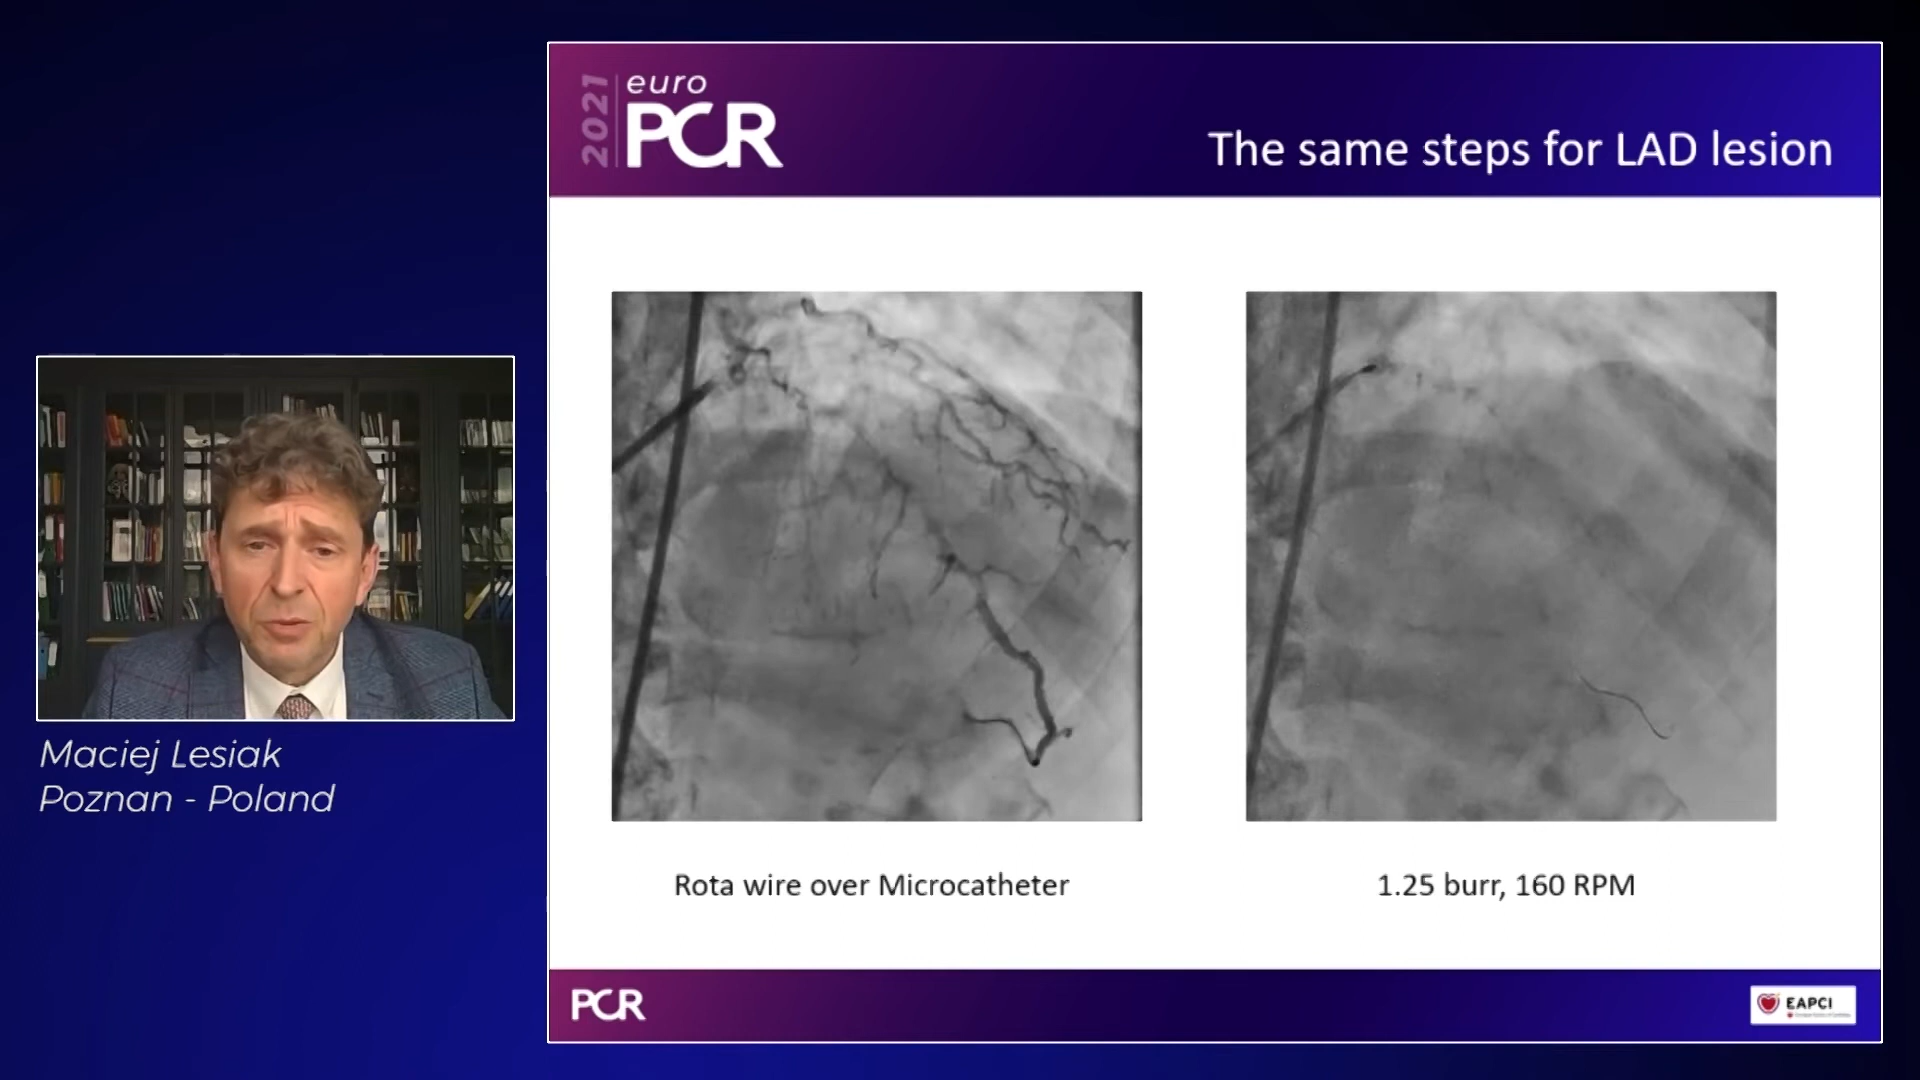 2021
euro
PCR
The same steps for LAD lesion
Maciej Lesiak
Poznan - Poland
Rota wire over Microcatheter
1.25 burr, 160 RPM
PCR
EAPCI